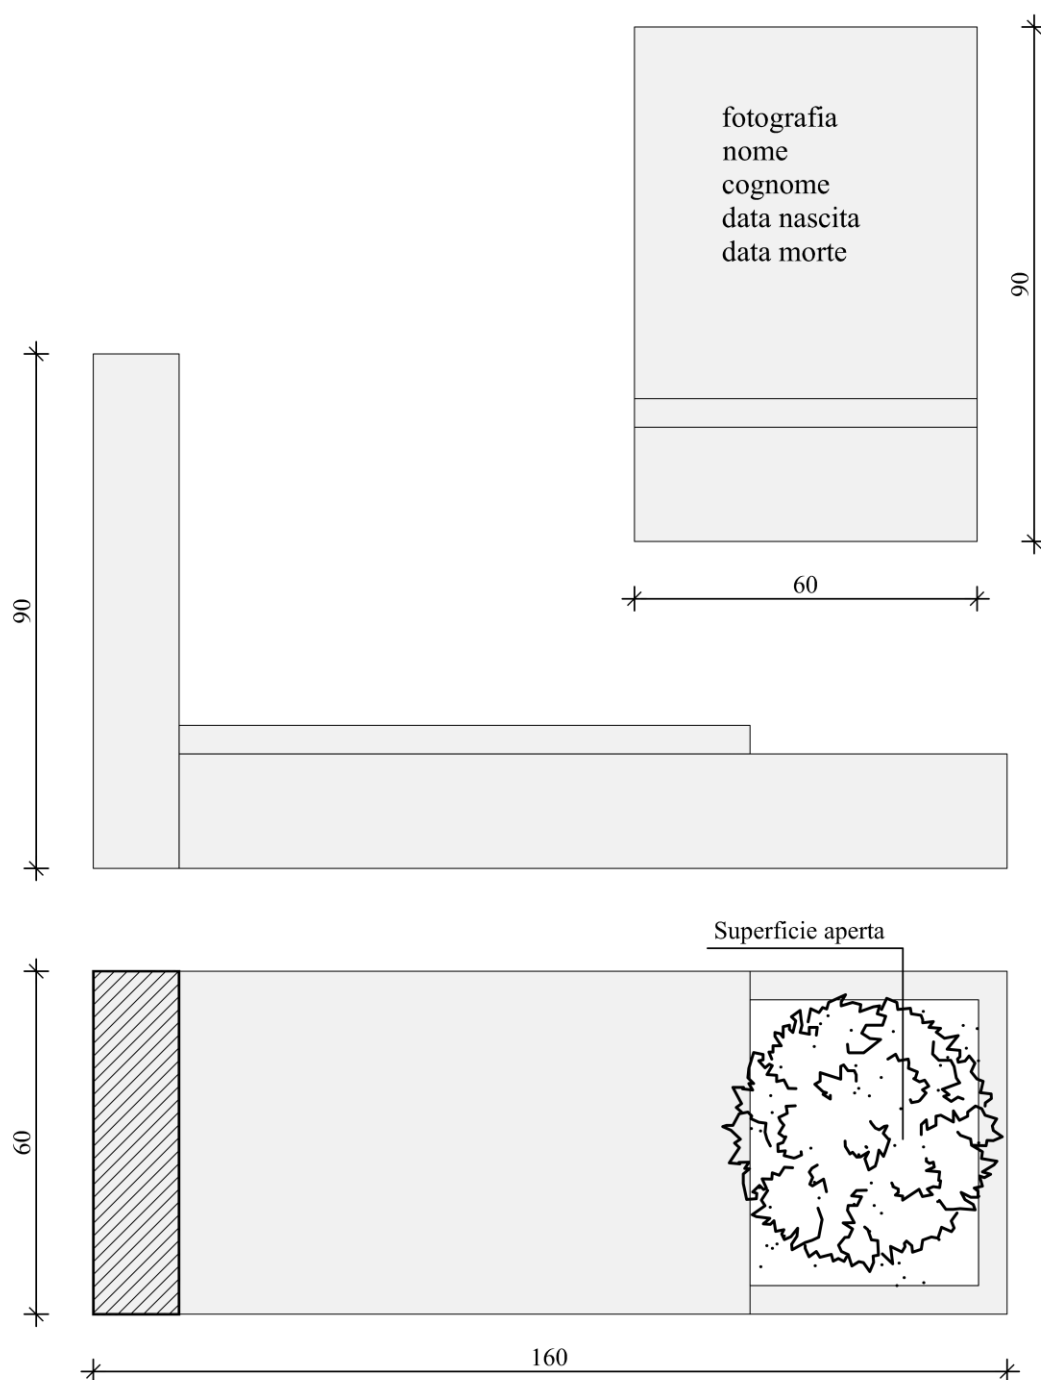 fotografia
nome
cognome
data nascita
data morte
90
60
90
Superficie aperta
60
160